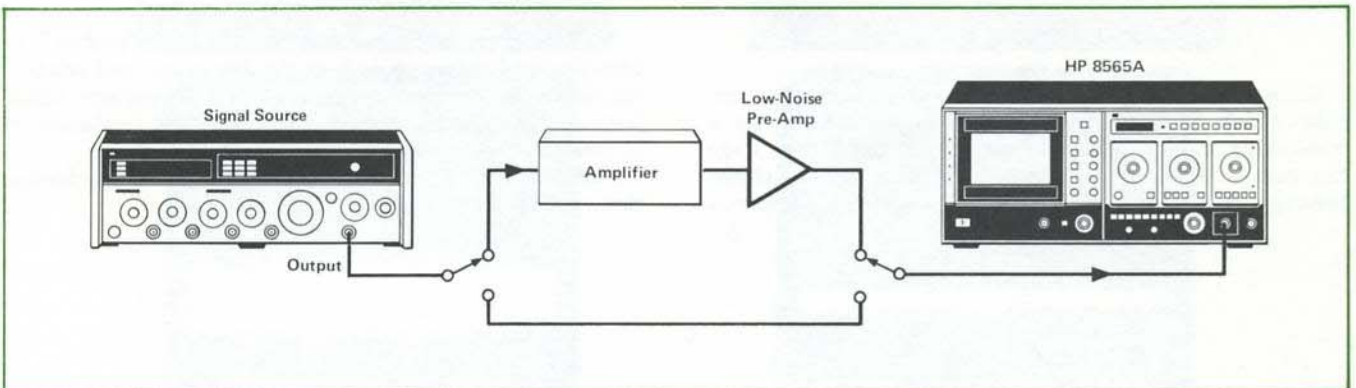 HP 8565A
Signal Source
Low-Noise
Pre-Amp
Amplifier
Output